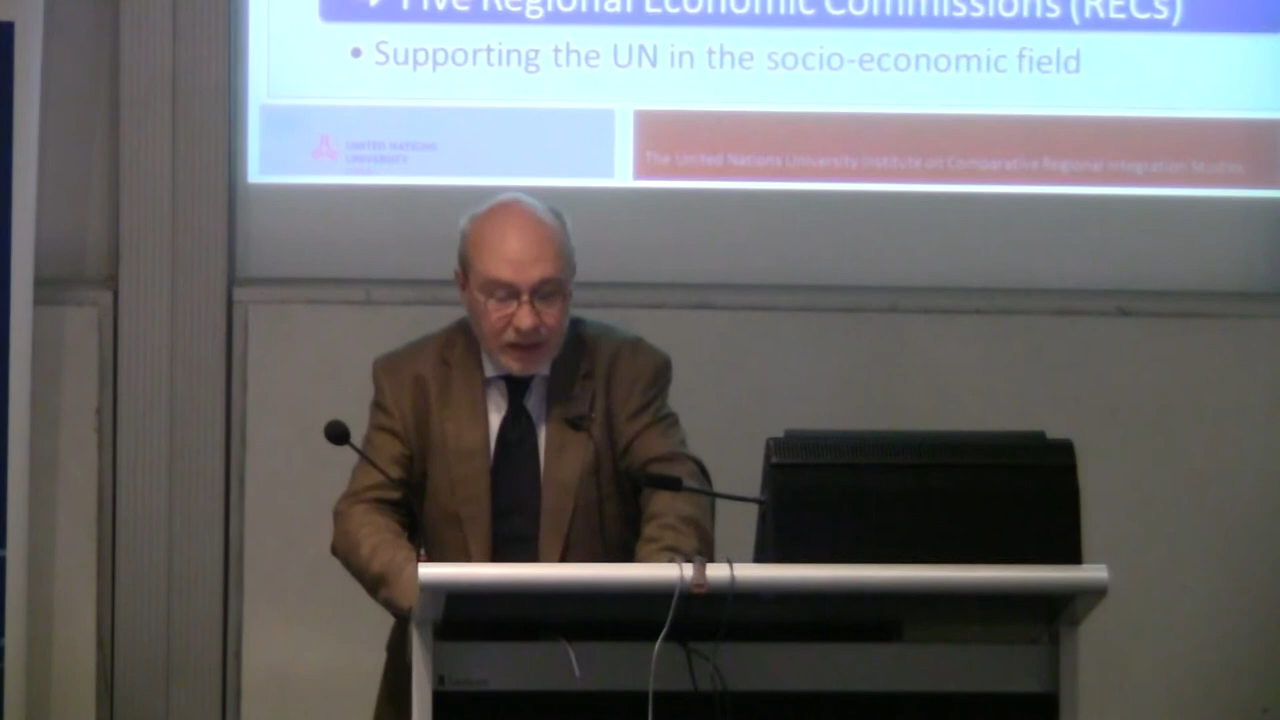 Five Regional Economic Commissions (RECs)
• Supporting the UN in the socio-economic field
UNITED NATIONS
UNIVERSITY
The United Nations University Institute on Comparative Regional Integration Studies